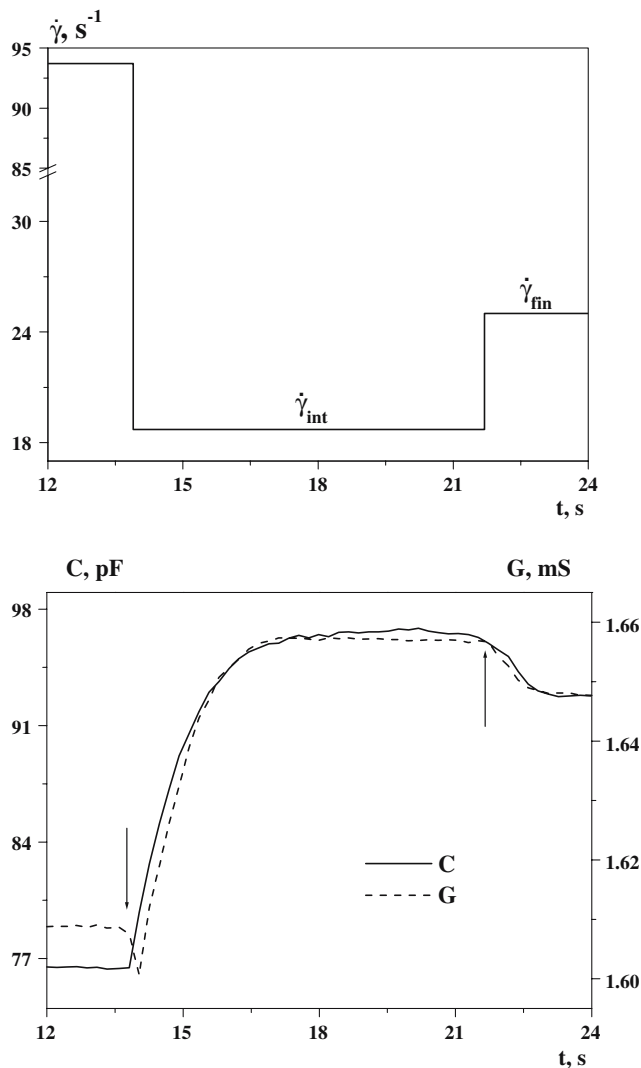 γ̇, s⁻¹
95
90
85
30
24
18
γ̇fin
γ̇int
12 15 18 21 24
t, s
C, pF G, mS
98
91
84
77
1.66
1.64
1.62
1.60
C
G
12 15 18 21 24
t, s